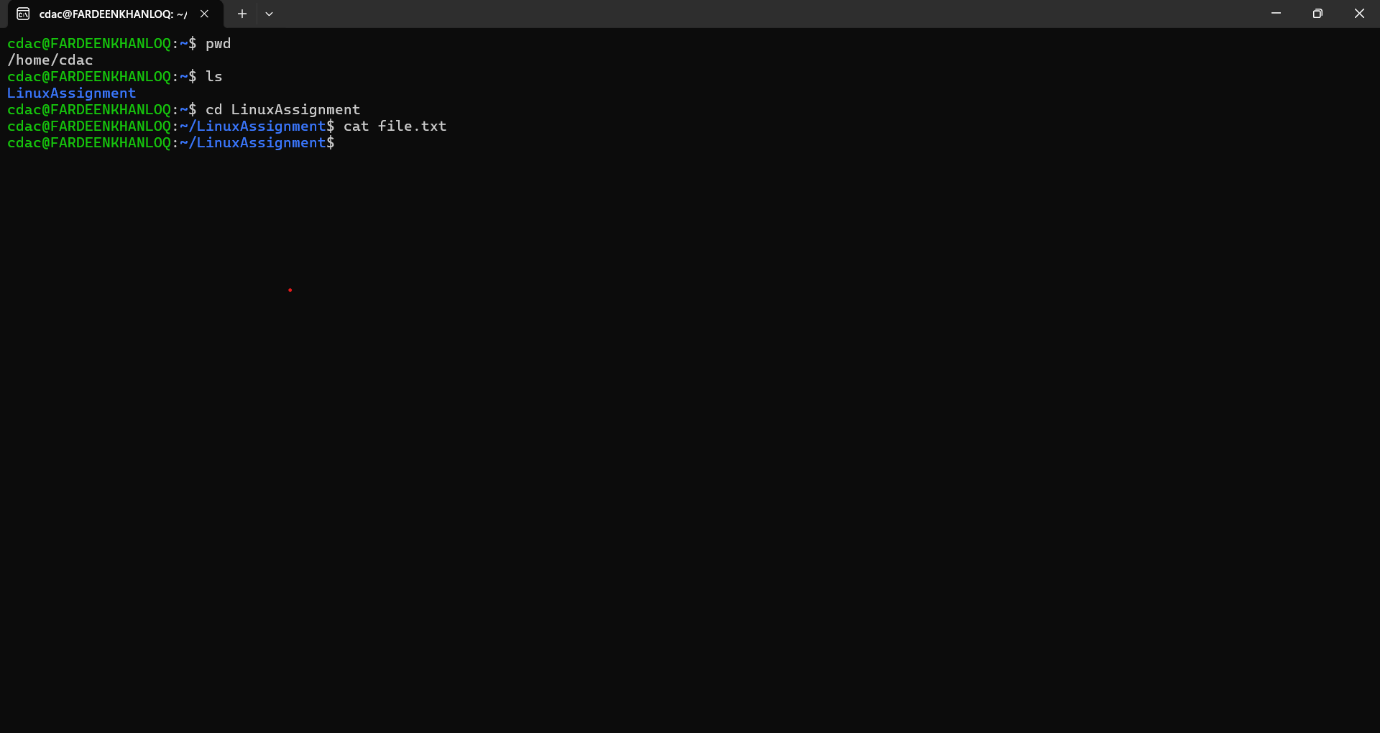 cdac@FARDEENKHANLOQ: ~/
cdac@FARDEENKHANLOQ:~$ pwd
/home/cdac
cdac@FARDEENKHANLOQ:~$ ls
LinuxAssignment
cdac@FARDEENKHANLOQ:~$ cd LinuxAssignment
cdac@FARDEENKHANLOQ:~/LinuxAssignment$ cat file.txt
cdac@FARDEENKHANLOQ:~/LinuxAssignment$